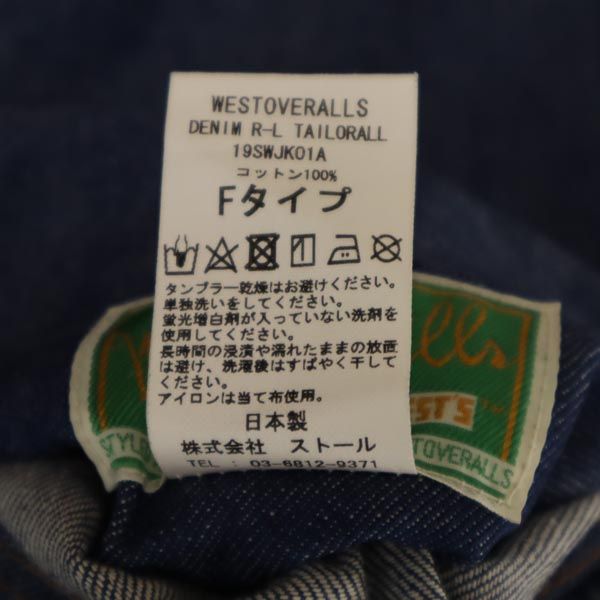 WESTOVERALLS
DENIM R-L TAILORALL
19SWJK01A
コットン100%
Fタイプ
タンブラー乾燥はお避けください。
単独洗いをしてください。
蛍光増白剤が入っていない洗剤を
使用してください。
長時間の浸漬や濡れたままの放置
は避け、洗濯後はすばやく干して
ください。
アイロンは当て布使用。
日本製
株式会社 ストール
TEL : 03-6812-9371
alls
EST'S™
STYL
TOVERALLS